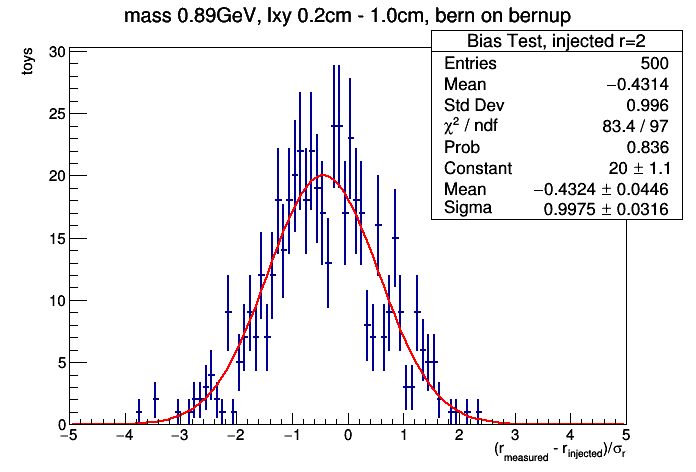 mass 0.89GeV, lxy 0.2cm - 1.0cm, bern on bernup
Bias Test, injected r=2
Entries 500
Mean −0.4314
Std Dev 0.996
χ² / ndf 83.4 / 97
Prob 0.836
Constant 20 ± 1.1
Mean −0.4324 ± 0.0446
Sigma 0.9975 ± 0.0316
toys
30
25
20
15
10
5
0
−5 −4 −3 −2 −1 0 1 2 3 4 5
(r_measured - r_injected)/σ_r